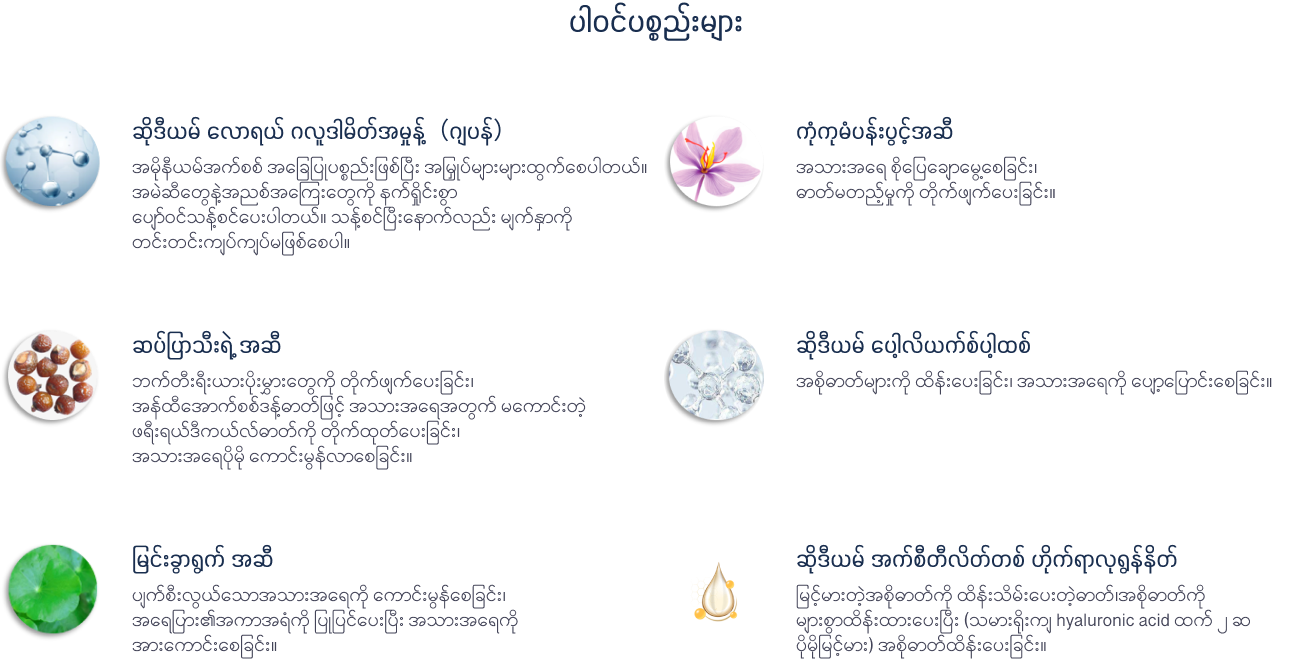 ပါဝင်ပစ္စည်းများ
ဆိုဒီယမ် လောရယ် ဂလူဒါမိတ်အမှုန့် (ဂျပန်)
အမိုနီယမ်အက်စစ် အခြေပြုပစ္စည်းဖြစ်ပြီး အမြှုပ်များများထွက်စေပါတယ်။
အမဲဆီတွေနဲ့အညစ်အကြေးတွေကို နက်ရှိုင်းစွာ
ပျော်ဝင်သန့်စင်ပေးပါတယ်။ သန့်စင်ပြီးနောက်လည်း မျက်နှာကို
တင်းတင်းကျပ်ကျပ်မဖြစ်စေပါ။
ကုံကုမံပန်းပွင့်အဆီ
အသားအရေ စိုပြေချောမွေ့စေခြင်း၊
ဓာတ်မတည့်မှုကို တိုက်ဖျက်ပေးခြင်း။
ဆပ်ပြာသီးရဲ့ အဆီ
ဘက်တီးရီးယားပိုးမွှားတွေကို တိုက်ဖျက်ပေးခြင်း၊
အန်ထီအောက်စစ်ဒန့်ဓာတ်ဖြင့် အသားအရေအတွက် မကောင်းတဲ့
ဖရီးရယ်ဒီကယ်လ်ဓာတ်ကို တိုက်ထုတ်ပေးခြင်း၊
အသားအရေပိုမို ကောင်းမွန်လာစေခြင်း။
ဆိုဒီယမ် ပေါ့လိယက်စ်ပ့ါထစ်
အစိုဓာတ်များကို ထိန်းပေးခြင်း၊ အသားအရေကို ပျော့ပြောင်းစေခြင်း။
မြင်းခွာရွက် အဆီ
ပျက်စီးလွယ်သောအသားအရေကို ကောင်းမွန်စေခြင်း၊
အရေပြား၏အကာအရံကို ပြုပြင်ပေးပြီး အသားအရေကို
အားကောင်းစေခြင်း။
ဆိုဒီယမ် အက်စီတီလိတ်တစ် ဟိုက်ရာလုရွန်နိတ်
မြင့်မားတဲ့အစိုဓာတ်ကို ထိန်းသိမ်းပေးတဲ့ဓာတ်၊အစိုဓာတ်ကို
များစွာထိန်းထားပေးပြီး (သမားရိုးကျ hyaluronic acid ထက် ၂ ဆ
ပိုမိုမြင့်မား) အစိုဓာတ်ထိန်းပေးခြင်း။